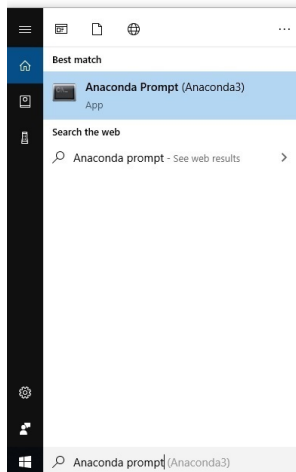 Best match
Anaconda Prompt (Anaconda3)
App
Search the web
Anaconda prompt - See web results
Anaconda prompt (Anaconda3)